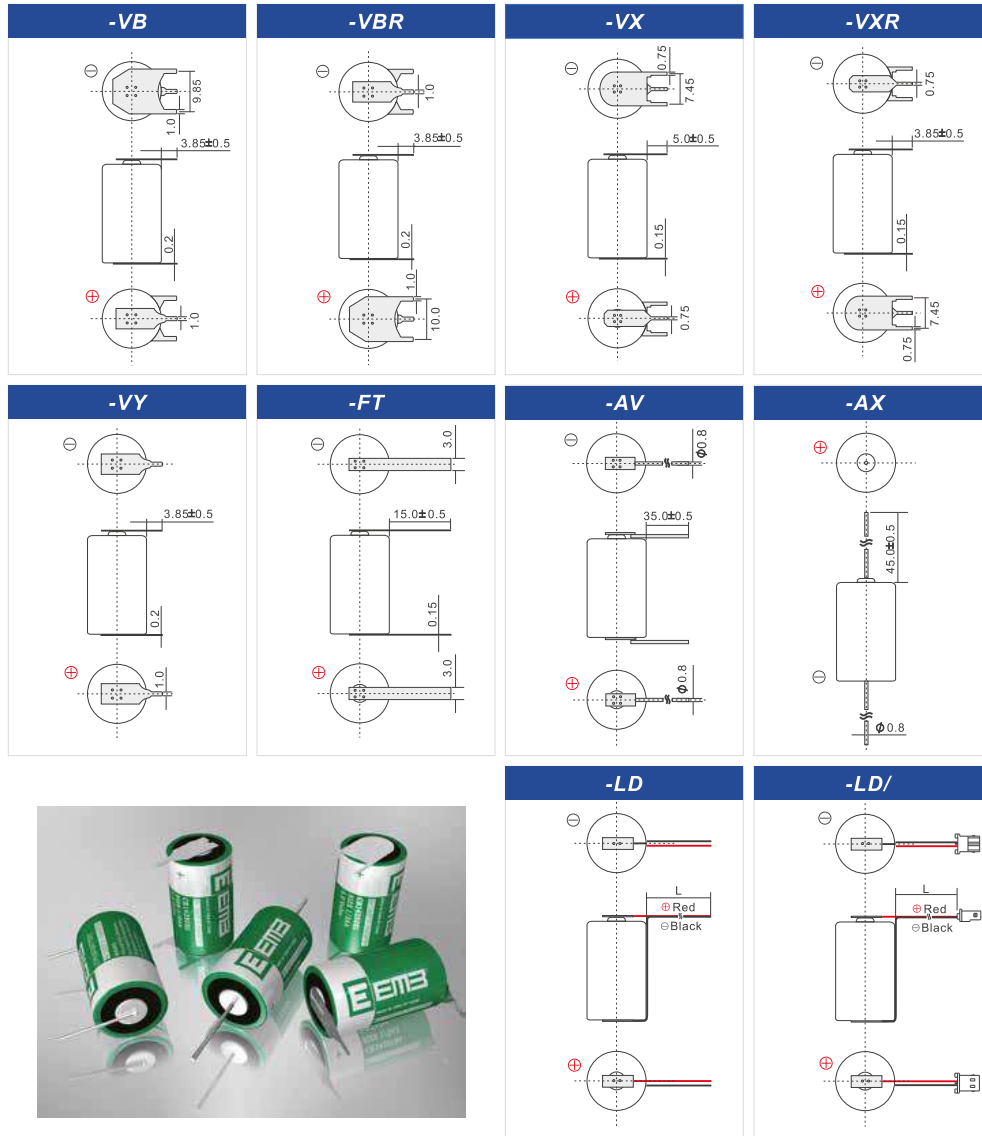 -VB
⊖
9.85
1.0
3.85±0.5
0.2
⊕
1.0
-VBR
⊖
1.0
3.85±0.5
0.2
1.0
⊕
10.0
-VX
⊖
0.75
7.45
5.0±0.5
0.15
⊕
0.75
-VXR
⊖
0.75
3.85±0.5
0.15
⊕
7.45
0.75
-VY
⊖
3.85±0.5
0.2
⊕
1.0
-FT
⊖
3.0
15.0±0.5
0.15
⊕
3.0
-AV
⊖
Φ0.8
35.0±0.5
⊕
Φ0.8
-AX
⊕
45.0±0.5
⊖
Φ0.8
EEMB
EEMB
EEMB
-LD
⊖
L
⊕Red
⊖Black
⊕
-LD/
⊖
L
⊕Red
⊖Black
⊕